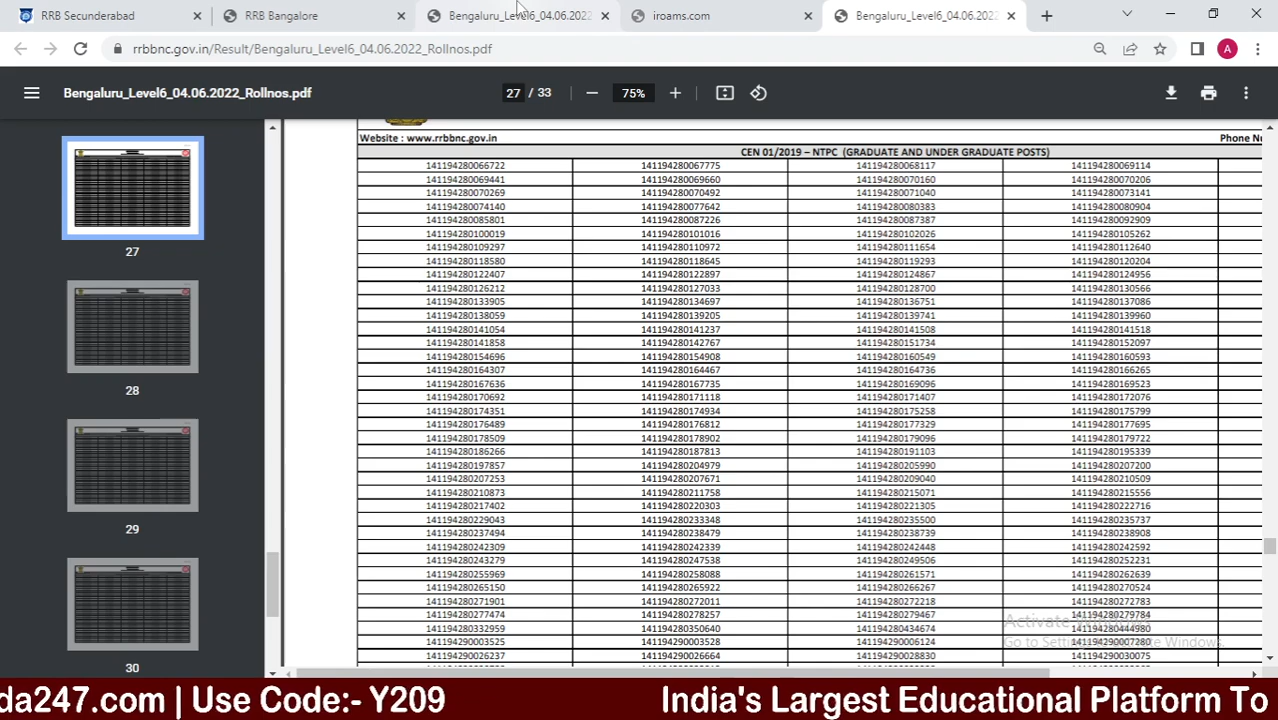 RRB Secunderabad
RRB Bangalore
Bengaluru_Level6_04.06.2022
iroams.com
Bengaluru_Level6_04.06.2022_R
rrbbnc.gov.in/Result/Bengaluru_Level6_04.06.2022_Rollnos.pdf
A
Bengaluru_Level6_04.06.2022_Rollnos.pdf
27 / 33
75%
27
28
29
30
Website : www.rrbbnc.gov.in Phone Nu
CEN 01/2019 – NTPC (GRADUATE AND UNDER GRADUATE POSTS)
141194280066722 141194280067775 141194280068117 141194280069114
141194280069441 141194280069660 141194280070160 141194280070206
141194280070269 141194280070492 141194280071040 141194280073141
141194280074140 141194280077642 141194280080383 141194280080904
141194280085801 141194280087226 141194280087387 141194280092909
141194280100019 141194280101016 141194280102026 141194280105262
141194280109297 141194280110972 141194280111654 141194280112640
141194280118580 141194280118645 141194280119293 141194280120204
141194280122407 141194280122897 141194280124867 141194280124956
141194280126212 141194280127033 141194280128700 141194280130566
141194280133905 141194280134697 141194280136751 141194280137086
141194280138059 141194280139205 141194280139741 141194280139960
141194280141054 141194280141237 141194280141508 141194280141518
141194280141858 141194280142767 141194280151734 141194280152097
141194280154696 141194280154908 141194280160549 141194280160593
141194280164307 141194280164467 141194280164736 141194280166265
141194280167636 141194280167735 141194280169096 141194280169523
141194280170692 141194280171118 141194280171407 141194280172076
141194280174351 141194280174934 141194280175258 141194280175799
141194280176489 141194280176812 141194280177329 141194280177695
141194280178509 141194280178902 141194280179096 141194280179722
141194280186266 141194280187813 141194280191103 141194280195339
141194280197857 141194280204979 141194280205990 141194280207200
141194280207253 141194280207671 141194280209040 141194280210509
141194280210873 141194280211758 141194280215071 141194280215556
141194280217402 141194280220303 141194280221305 141194280222716
141194280229043 141194280233348 141194280235500 141194280235737
141194280237494 141194280238479 141194280238739 141194280238908
141194280242309 141194280242339 141194280242448 141194280242592
141194280243279 141194280247538 141194280249506 141194280252231
141194280255969 141194280258088 141194280261571 141194280262639
141194280265150 141194280265922 141194280266267 141194280270524
141194280271901 141194280272011 141194280272218 141194280272783
141194280277474 141194280278257 141194280279467 141194280279784
141194280332959 141194280350640 141194280434674 141194280444980
141194290003525 141194290003528 141194290006124 141194290007280
141194290026237 141194290026664 141194290028830 141194290030075
Activate Windows
Go to Settings to activate Windows.
da247.com | Use Code:- Y209 India's Largest Educational Platform To